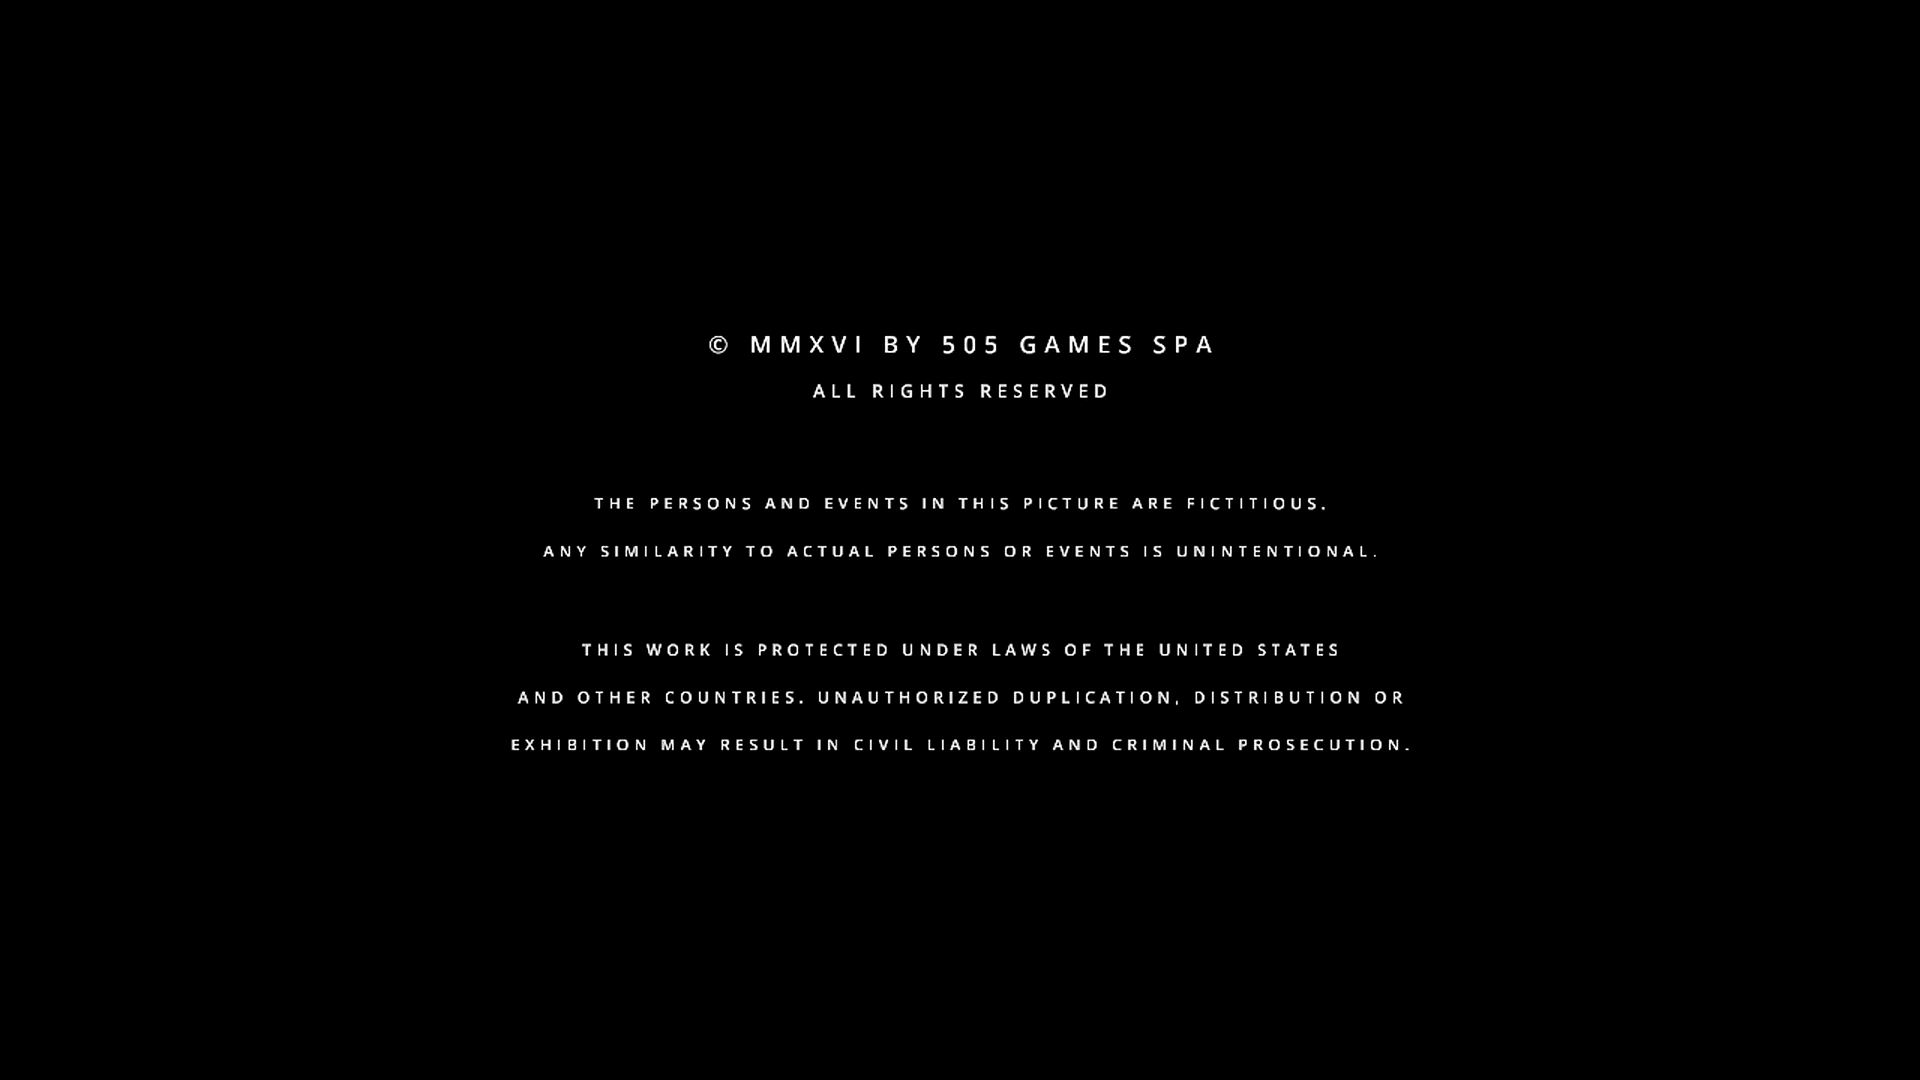 © MMXVI BY 505 GAMES SPA
ALL RIGHTS RESERVED
THE PERSONS AND EVENTS IN THIS PICTURE ARE FICTITIOUS.
ANY SIMILARITY TO ACTUAL PERSONS OR EVENTS IS UNINTENTIONAL.
THIS WORK IS PROTECTED UNDER LAWS OF THE UNITED STATES
AND OTHER COUNTRIES. UNAUTHORIZED DUPLICATION, DISTRIBUTION OR
EXHIBITION MAY RESULT IN CIVIL LIABILITY AND CRIMINAL PROSECUTION.